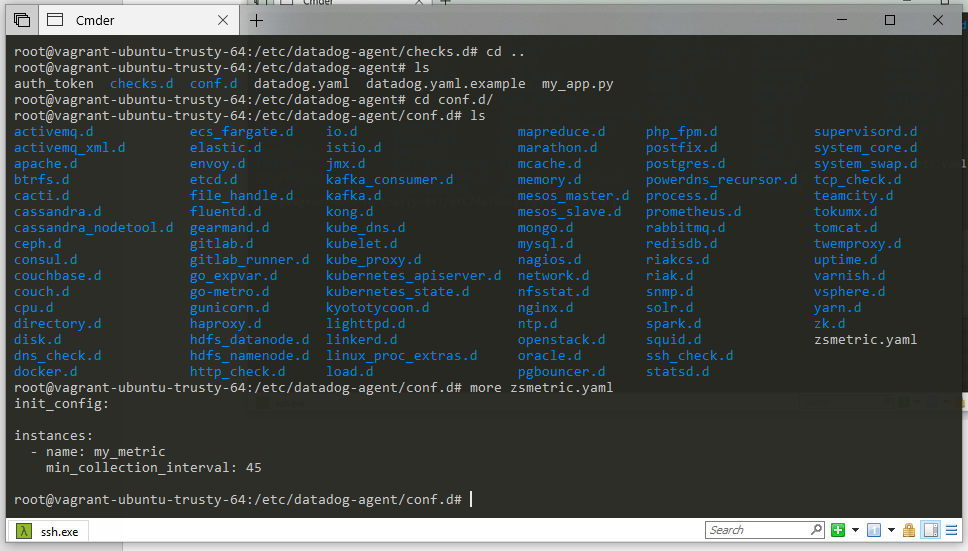 Cmder
Cmder
root@vagrant-ubuntu-trusty-64:/etc/datadog-agent/checks.d# cd ..
root@vagrant-ubuntu-trusty-64:/etc/datadog-agent# ls
auth_token  checks.d  conf.d  datadog.yaml  datadog.yaml.example  my_app.py
root@vagrant-ubuntu-trusty-64:/etc/datadog-agent# cd conf.d/
root@vagrant-ubuntu-trusty-64:/etc/datadog-agent/conf.d# ls
activemq.d ecs_fargate.d io.d mapreduce.d php_fpm.d supervisord.d
activemq_xml.d elastic.d istio.d marathon.d postfix.d system_core.d
apache.d envoy.d jmx.d mcache.d postgres.d system_swap.d
btrfs.d etcd.d kafka_consumer.d memory.d powerdns_recursor.d tcp_check.d
cacti.d file_handle.d kafka.d mesos_master.d process.d teamcity.d
cassandra.d fluentd.d kong.d mesos_slave.d prometheus.d tokumx.d
cassandra_nodetool.d gearmand.d kube_dns.d mongo.d rabbitmq.d tomcat.d
ceph.d gitlab.d kubelet.d mysql.d redisdb.d twemproxy.d
consul.d gitlab_runner.d kube_proxy.d nagios.d riakcs.d uptime.d
couchbase.d go_expvar.d kubernetes_apiserver.d network.d riak.d varnish.d
couch.d go-metro.d kubernetes_state.d nfsstat.d snmp.d vsphere.d
cpu.d gunicorn.d kyototycoon.d nginx.d solr.d yarn.d
directory.d haproxy.d lighttpd.d ntp.d spark.d zk.d
disk.d hdfs_datanode.d linkerd.d openstack.d squid.d zsmetric.yaml
dns_check.d hdfs_namenode.d linux_proc_extras.d oracle.d ssh_check.d
docker.d http_check.d load.d pgbouncer.d statsd.d
root@vagrant-ubuntu-trusty-64:/etc/datadog-agent/conf.d# more zsmetric.yaml
init_config:
instances:
  - name: my_metric
    min_collection_interval: 45
root@vagrant-ubuntu-trusty-64:/etc/datadog-agent/conf.d#
λ ssh.exe
Search
1